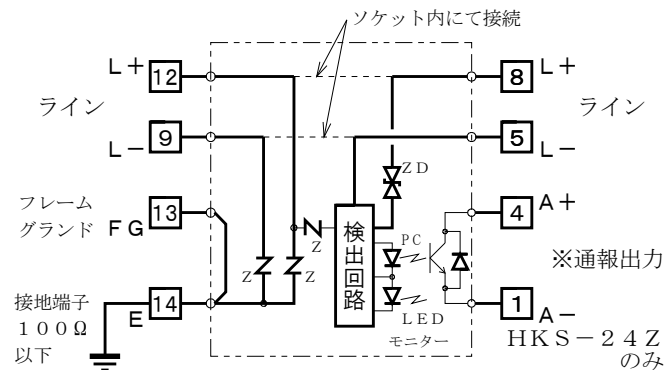 ソケット内にて接続
L+ 12 8 L+
ライン ライン
9 5
L- L-
ZD
フレーム
グランド FG 13 4 A+
Z
検出回路
PC
※通報出力
Z Z
接地端子
100Ω
以下
E 14 1 A-
LED
モニター
HKS-24Z
のみ